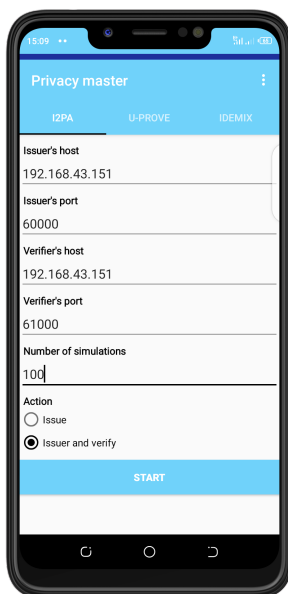 15:09
Privacy master
I2PA U-PROVE IDEMIX
Issuer's host
192.168.43.151
Issuer's port
60000
Verifier's host
192.168.43.151
Verifier's port
61000
Number of simulations
100
Action
Issue
Issuer and verify
START